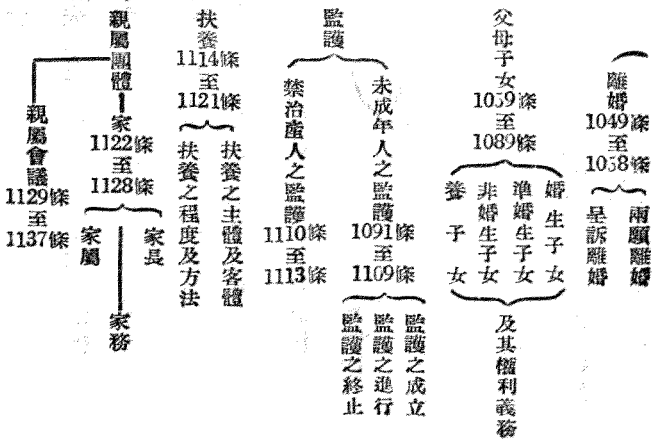 離婚
1049條
至
1058條
兩願離婚
呈訴離婚
父母子女
1059條
至
1089條
婚生子女
準婚生子女
非婚生子女
養子女
及其權利義務
監護
未成年人之監護
1091條
至
1109條
監護之成立
監護之進行
監護之終止
禁治產人之監護
1110條
至
1113條
扶養
1114條
至
1121條
扶養之主體及客體
扶養之程度及方法
親屬團體
家
1122條
至
1128條
家長
家屬
家務
親屬會議
1129條
至
1137條